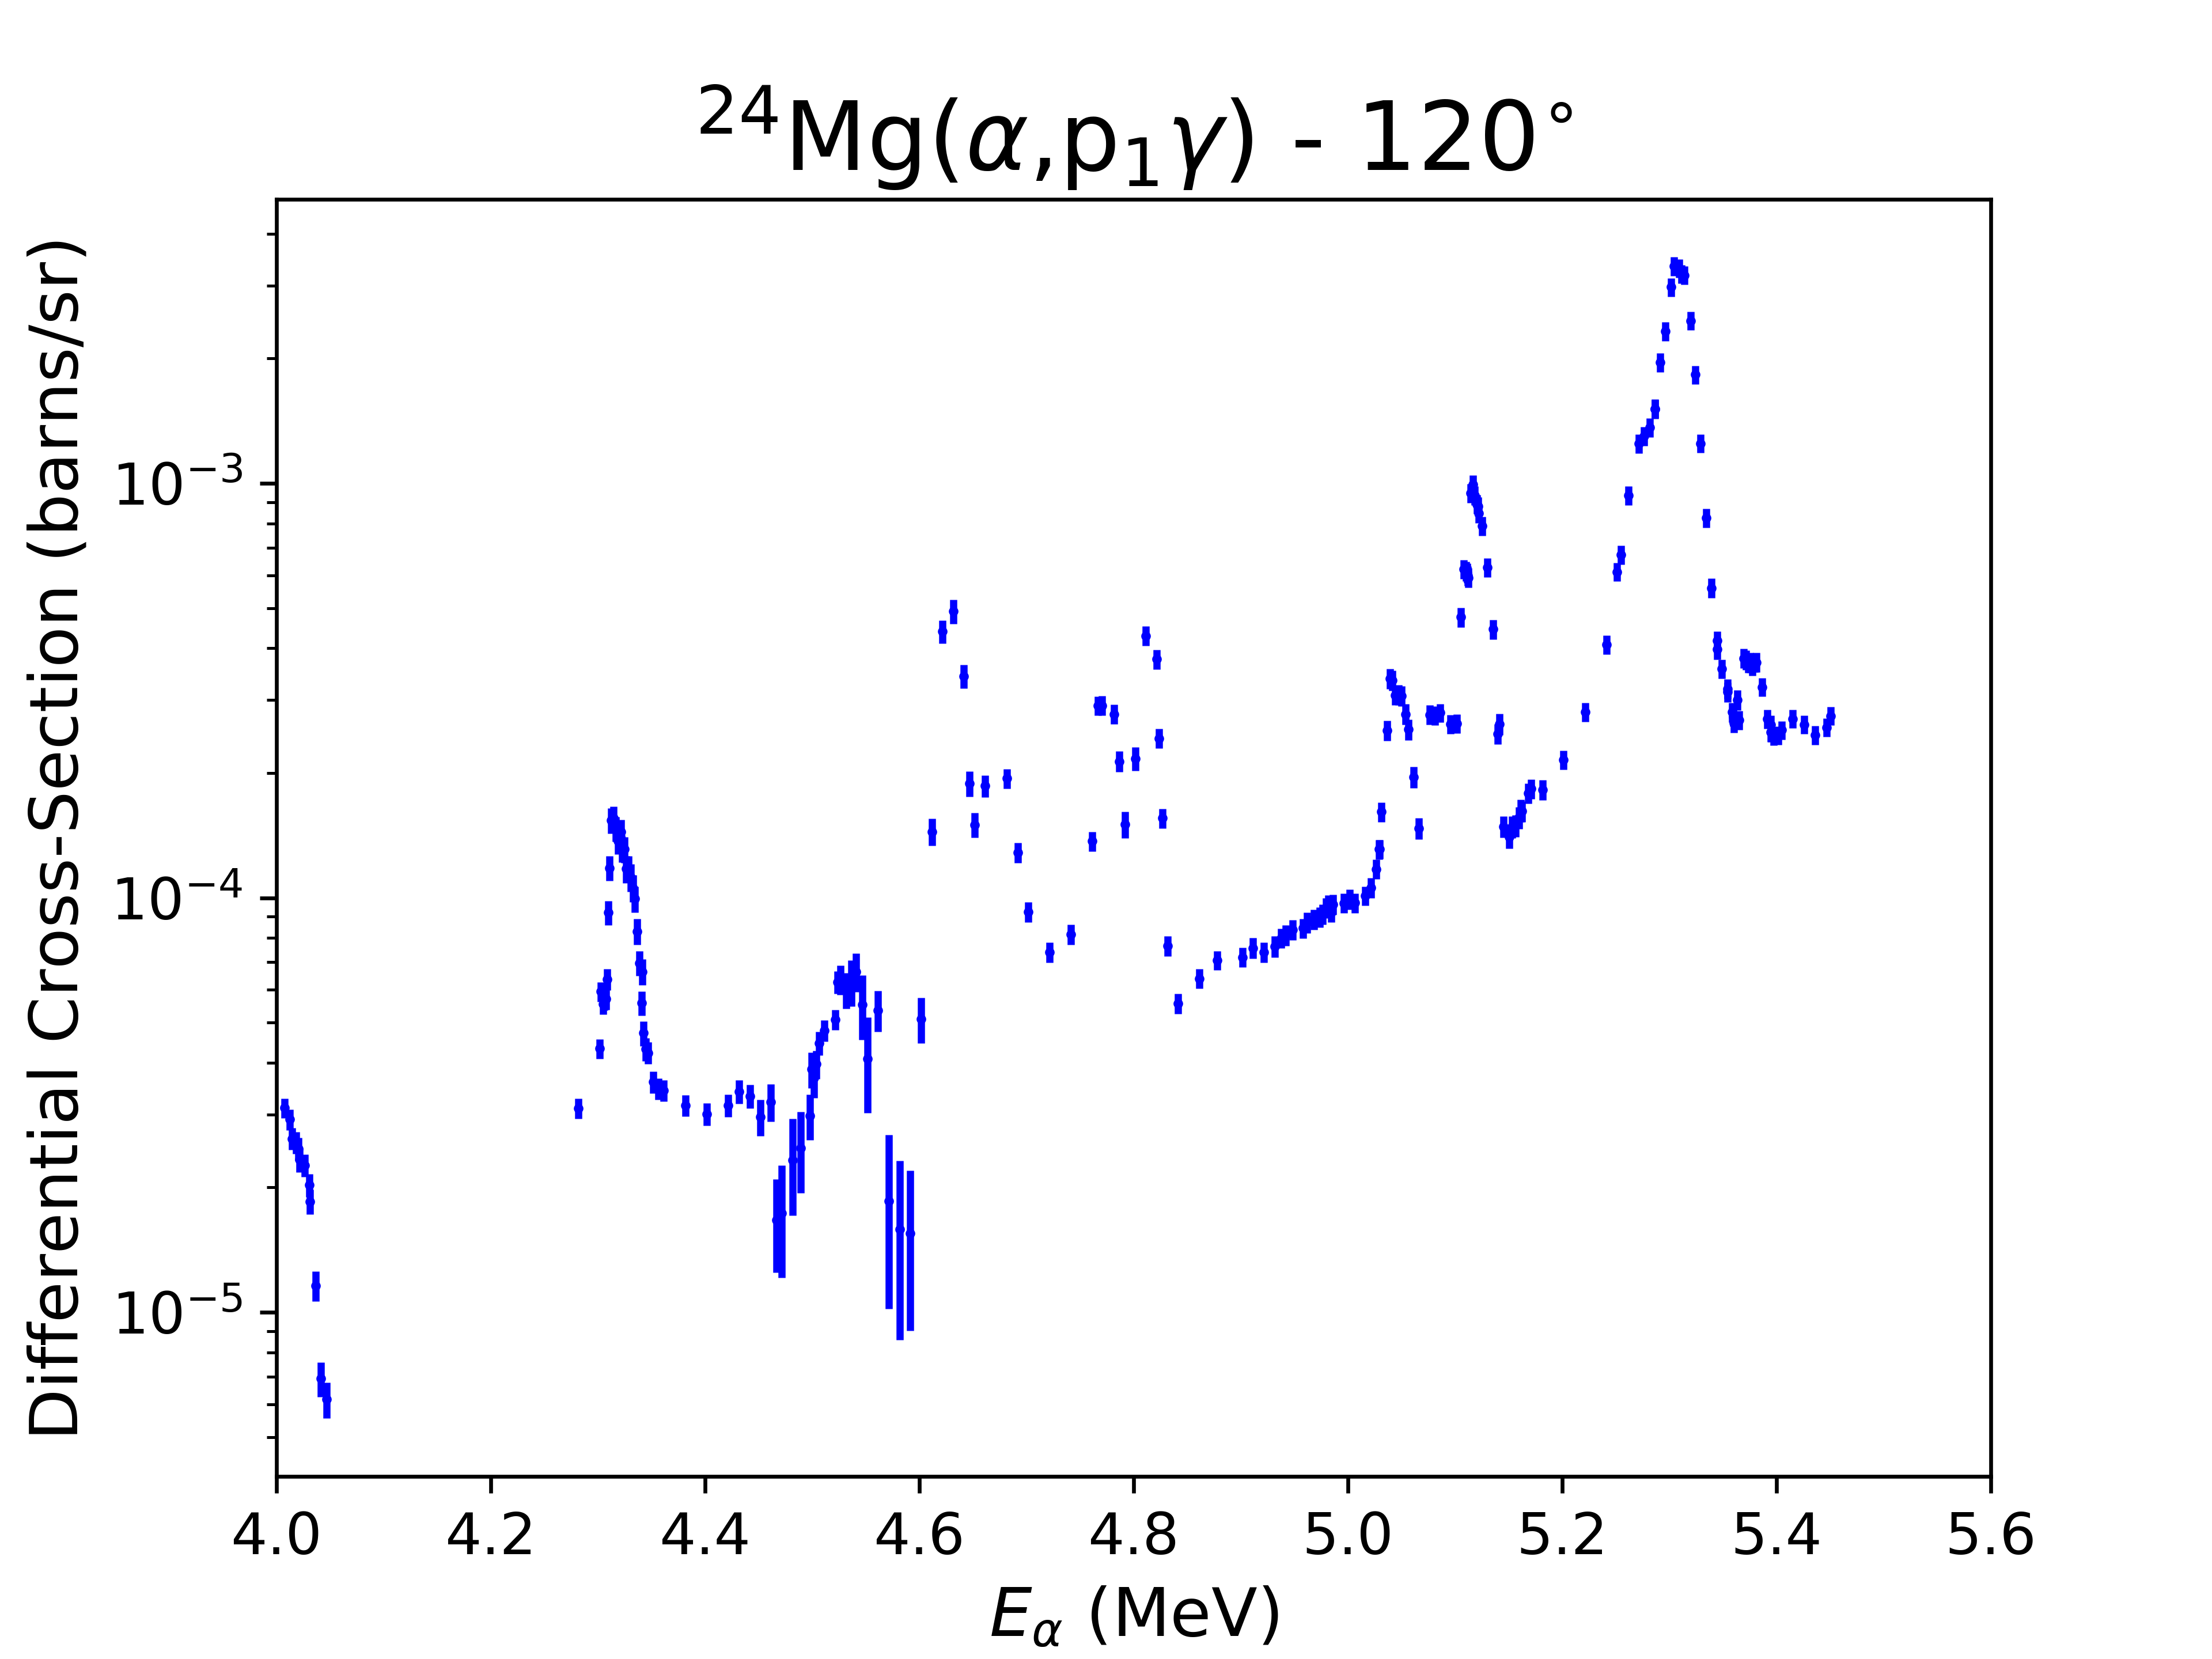 ²⁴Mg(α,p₁γ) - 120°
Differential Cross-Section (barns/sr)
10⁻³
10⁻⁴
10⁻⁵
4.0 4.2 4.4 4.6 4.8 5.0 5.2 5.4 5.6
E_α (MeV)